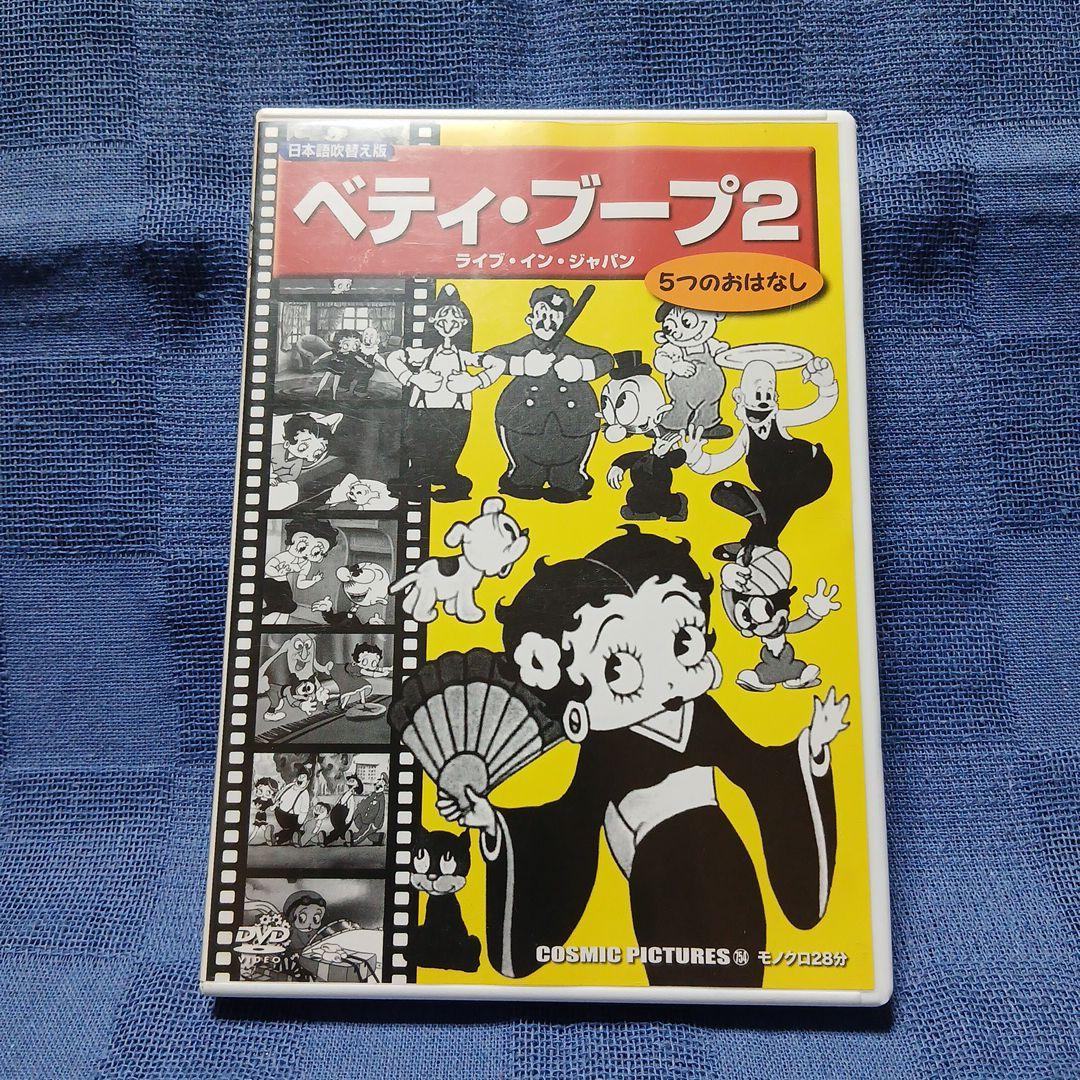 日本語吹替え版
ベティ・ブープ2
ライブ・イン・ジャパン
5つのおはなし
DVD
VIDEO
COSMIC PICTURES 154 モノクロ28分